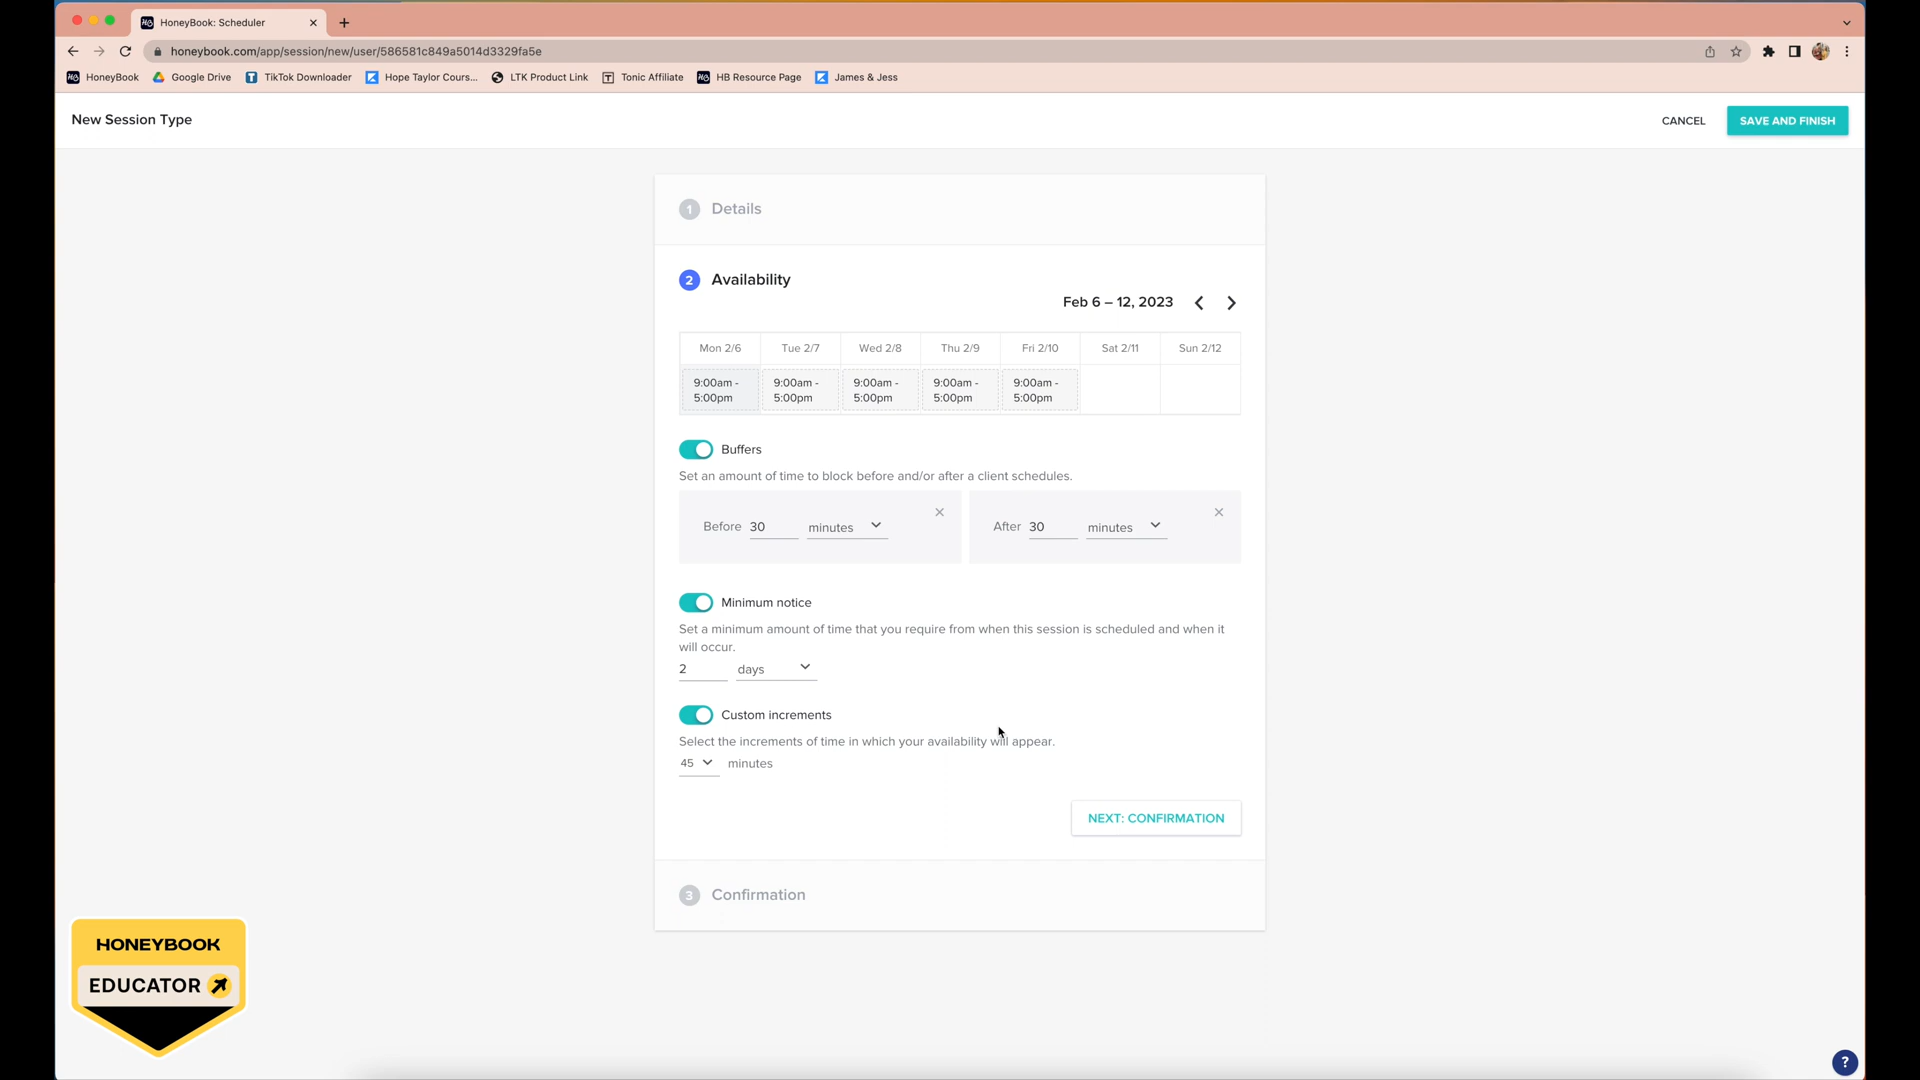 HoneyBook: Scheduler
honeybook.com/app/session/new/user/586581c849a5014d3329fa5e
HoneyBook Google Drive TikTok Downloader Hope Taylor Cours... LTK Product Link Tonic Affiliate HB Resource Page James & Jess
New Session Type
CANCEL SAVE AND FINISH
1 Details
2 Availability
Feb 6 – 12, 2023
Mon 2/6 Tue 2/7 Wed 2/8 Thu 2/9 Fri 2/10 Sat 2/11 Sun 2/12
9:00am - 9:00am - 9:00am - 9:00am - 9:00am -
5:00pm 5:00pm 5:00pm 5:00pm 5:00pm
Buffers
Set an amount of time to block before and/or after a client schedules.
Before 30 minutes After 30 minutes
Minimum notice
Set a minimum amount of time that you require from when this session is scheduled and when it
will occur.
2 days
Custom increments
Select the increments of time in which your availability will appear.
45 minutes
NEXT: CONFIRMATION
3 Confirmation
HONEYBOOK
EDUCATOR
?